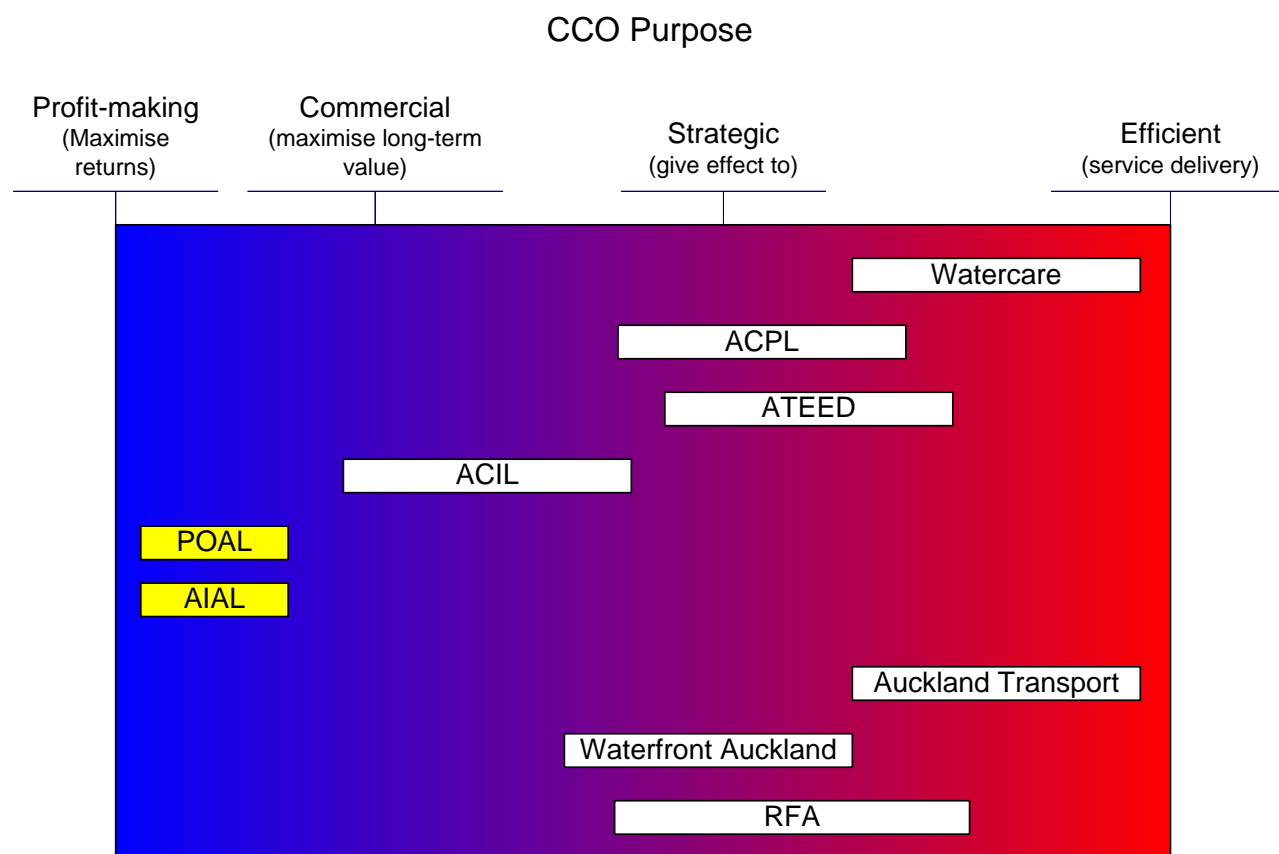 CCO Purpose
Profit-making
(Maximise
returns)
Commercial
(maximise long-term
value)
Strategic
(give effect to)
Efficient
(service delivery)
Watercare
ACPL
ATEED
ACIL
POAL
AIAL
Auckland Transport
Waterfront Auckland
RFA